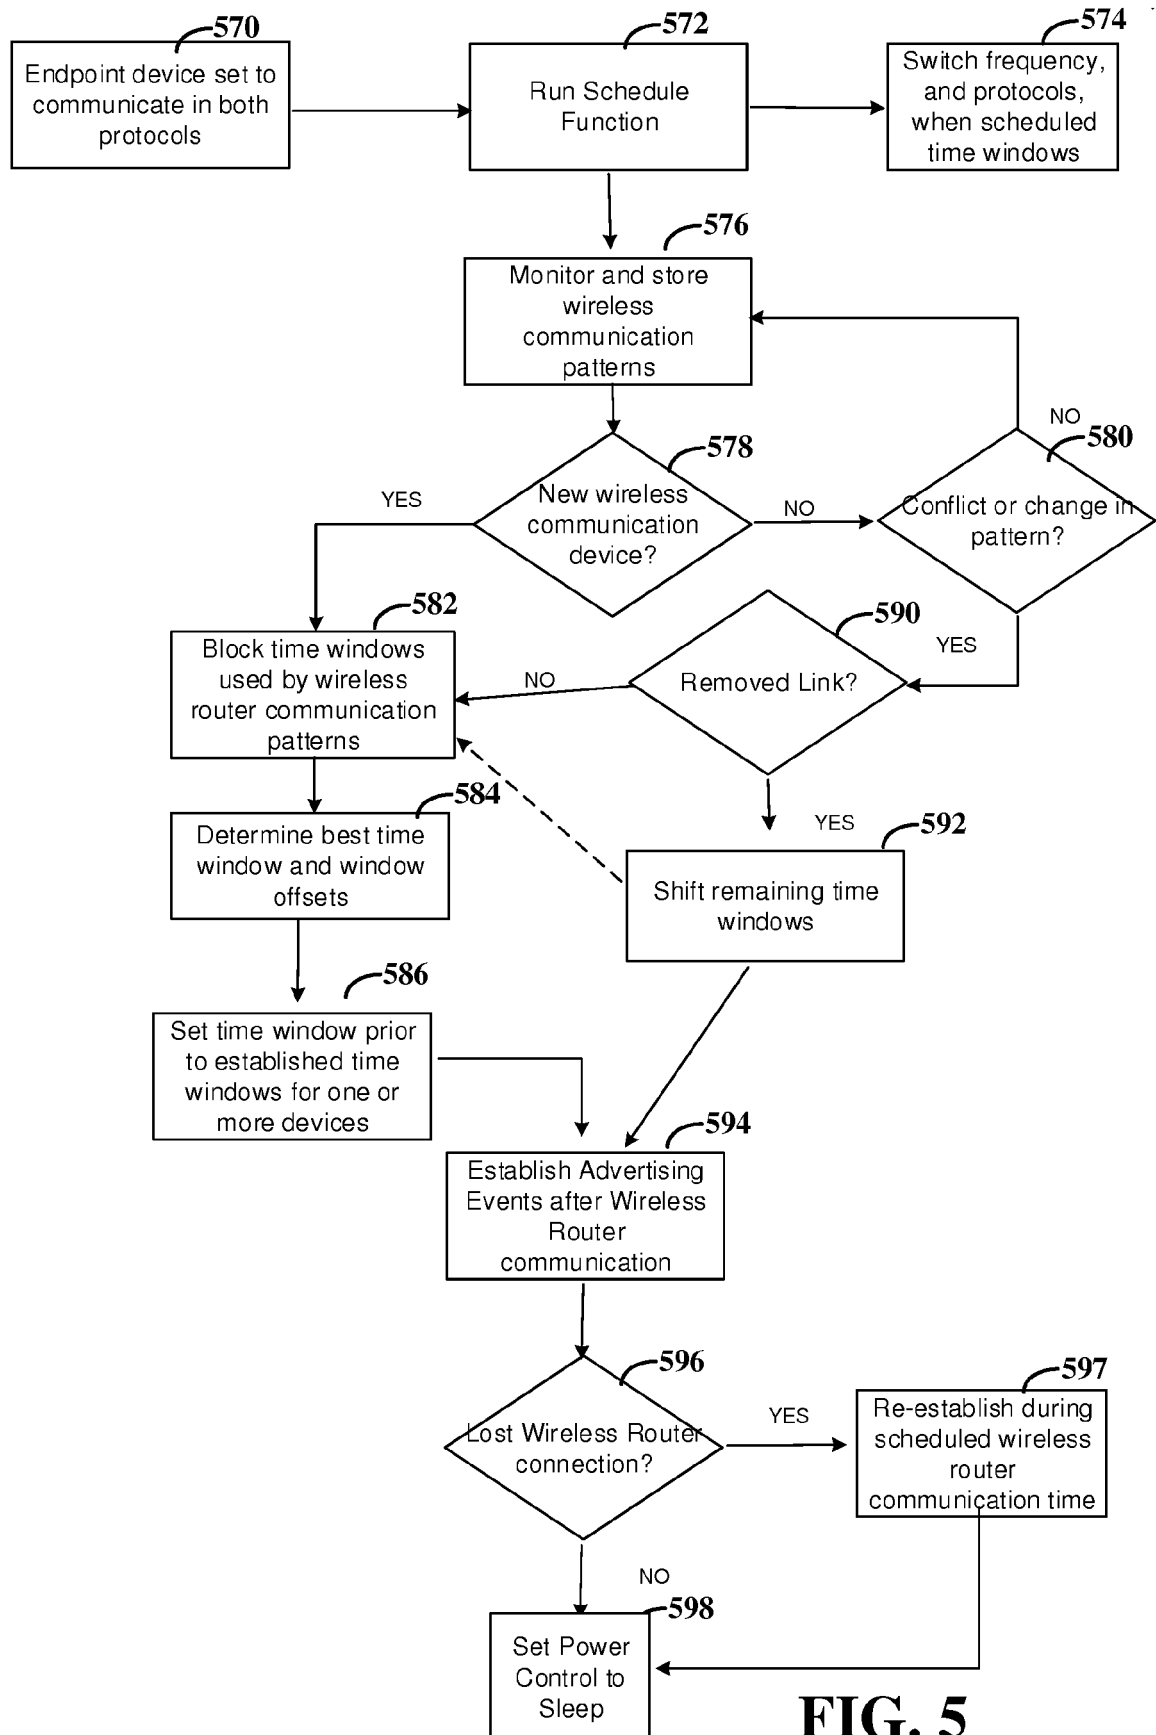 570
Endpoint device set to
communicate in both
protocols
572
Run Schedule
Function
574
Switch frequency,
and protocols,
when scheduled
time windows
576
Monitor and store
wireless
communication
patterns
578
New wireless
communication
device?
YES
NO
580
Conflict or change in
pattern?
NO
YES
582
Block time windows
used by wireless
router communication
patterns
590
Removed Link?
NO
YES
584
Determine best time
window and window
offsets
592
Shift remaining time
windows
586
Set time window prior
to established time
windows for one or
more devices
594
Establish Advertising
Events after Wireless
Router
communication
596
Lost Wireless Router
connection?
YES
NO
597
Re-establish during
scheduled wireless
router
communication time
598
Set Power
Control to
Sleep
FIG. 5